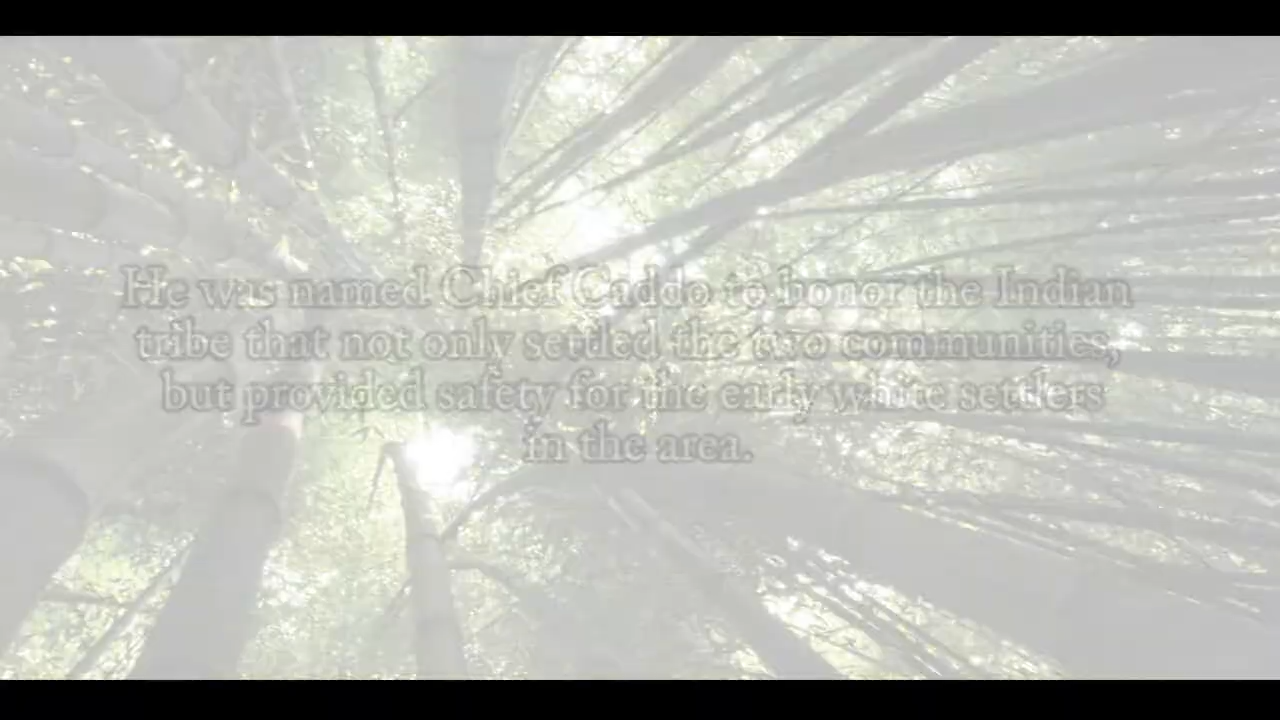 He was named Chief Caddo to honor the Indian
tribe that not only settled the two communities,
but provided safety for the early white settlers
in the area.